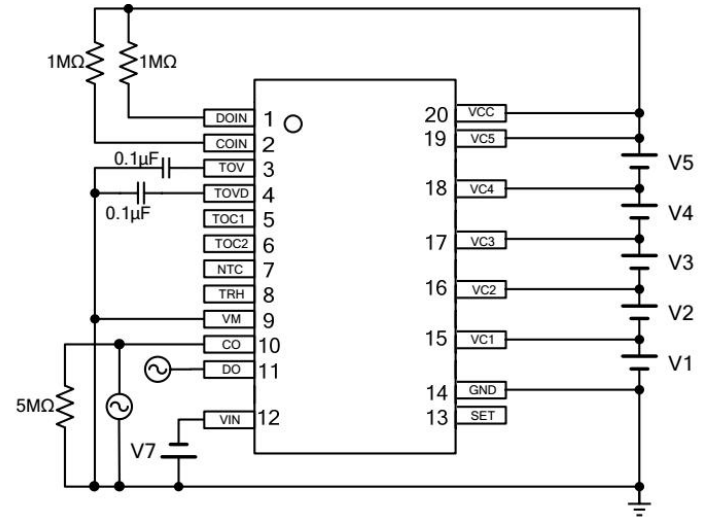 1MΩ 1MΩ
DOIN 1
COIN 2
0.1μF TOV 3
0.1μF TOVD 4
TOC1 5
TOC2 6
NTC 7
TRH 8
VM 9
CO 10
DO 11
5MΩ
V7 VIN 12
20 VCC
19 VC5
V5
18 VC4
V4
17 VC3
V3
16 VC2
V2
15 VC1
V1
14 GND
13 SET